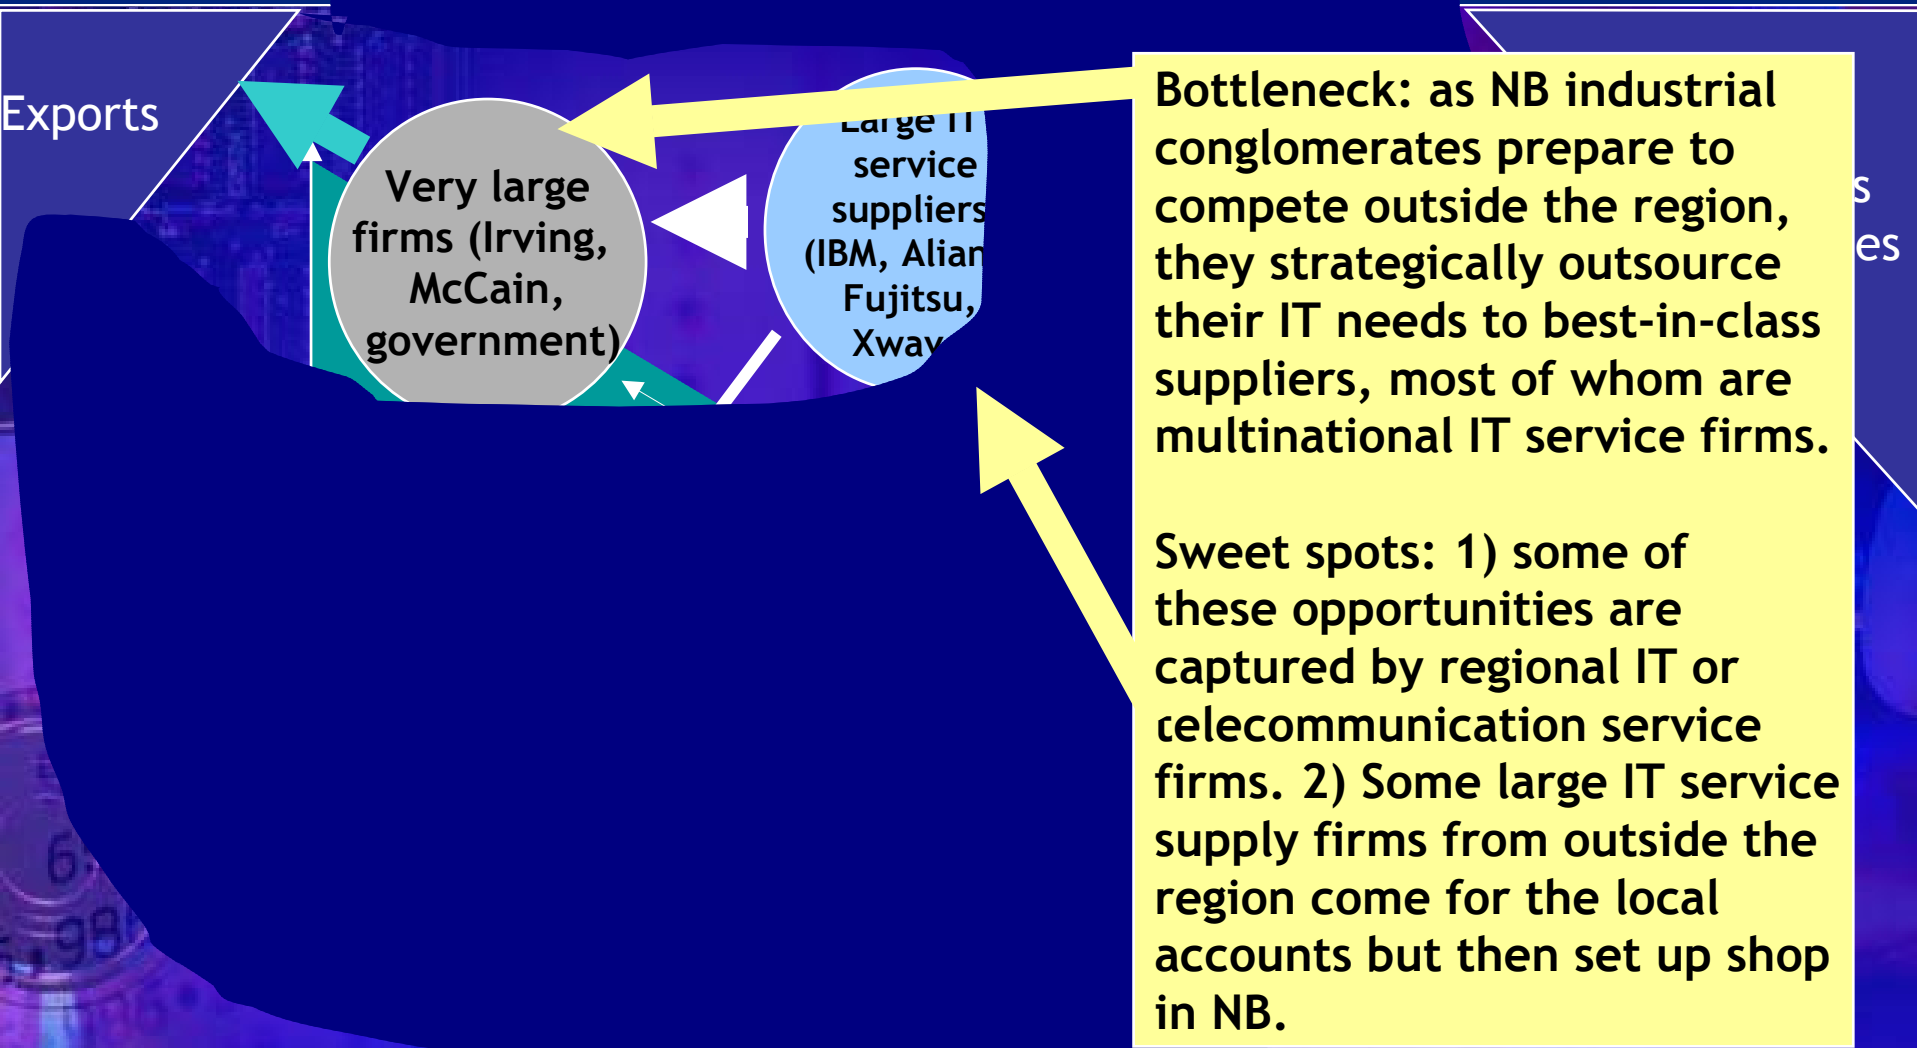 Exports
Very large
firms (Irving,
McCain,
government)
Large IT
service
suppliers
(IBM,
Fujitsu,
Bottleneck: as NB industrial
conglomerates prepare to
compete outside the region,
they strategically outsource
their IT needs to best-in-class
suppliers, most of whom are
multinational IT service firms.
Sweet spots: 1) some of
these opportunities are
captured by regional IT or
telecommunication service
firms. 2) Some large IT service
supply firms from outside the
region come for the local
accounts but then set up shop
in NB.